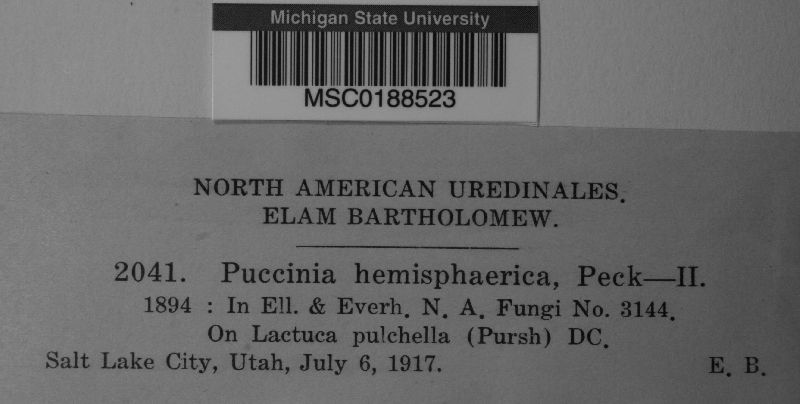 Michigan State University
MSC0188523
NORTH AMERICAN UREDINALES.
ELAM BARTHOLOMEW.
2041. Puccinia hemisphaerica, Peck—II.
1894 : In Ell. & Everh. N. A. Fungi No. 3144.
On Lactuca pulchella (Pursh) DC.
Salt Lake City, Utah, July 6, 1917. E. B.